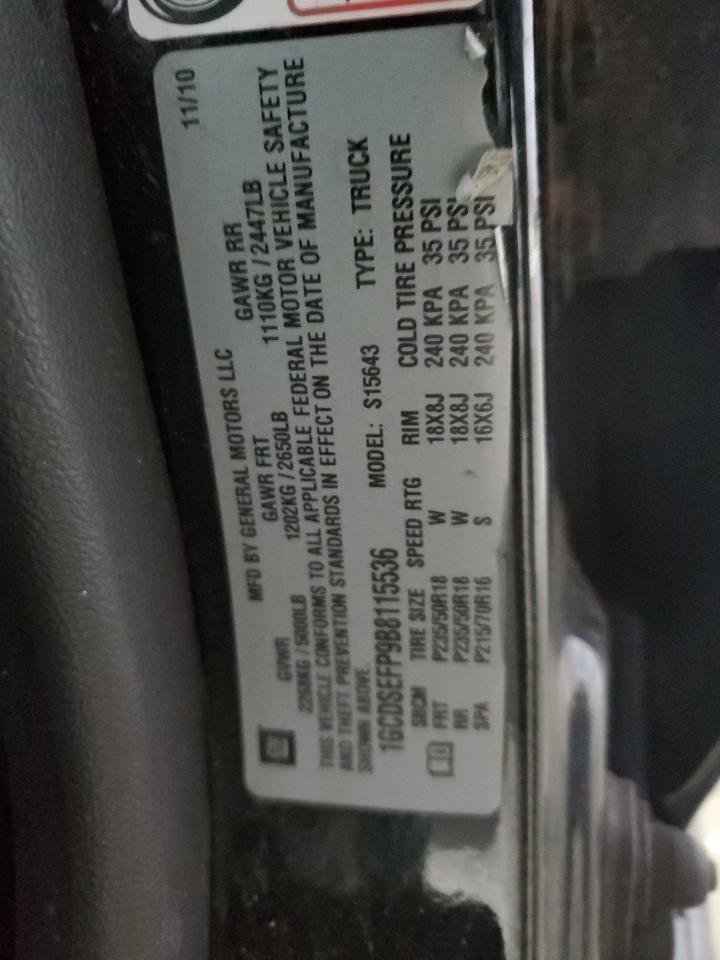 11/10
MFD BY GENERAL MOTORS LLC
GVWR GAWR FRT GAWR RR
2268KG / 5000LB 1202KG / 2650LB 1110KG / 2447LB
THIS VEHICLE CONFORMS TO ALL APPLICABLE FEDERAL MOTOR VEHICLE SAFETY
AND THEFT PREVENTION STANDARDS IN EFFECT ON THE DATE OF MANUFACTURE
SHOWN ABOVE.
1GCDSEFP9B8115536 MODEL: S15643 TYPE: TRUCK
TIRE SIZE SPEED RTG RIM COLD TIRE PRESSURE
FRT P235/50R18 W 18X8J 240 KPA 35 PSI
RR P235/50R18 W 18X8J 240 KPA 35 PSI
SPA P215/70R16 S 16X6J 240 KPA 35 PSI